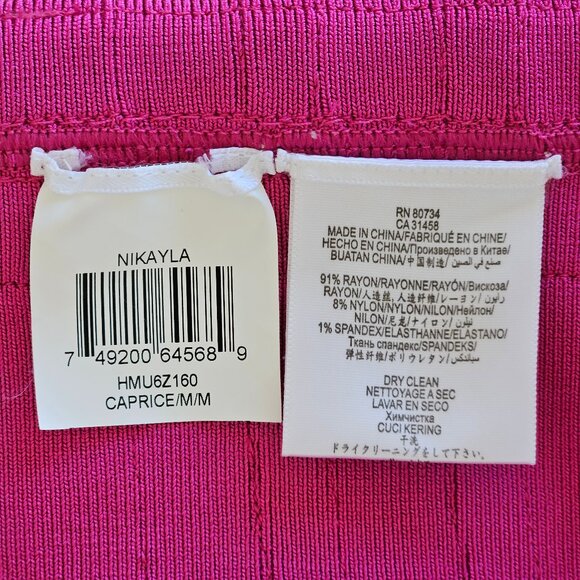 NIKAYLA
7 49200 64568 9
HMU6Z160
CAPRICE/M/M
RN 80734
CA 31458
MADE IN CHINA/FABRIQUÉ EN CHINE/
HECHO EN CHINA/Произведено в Китае/
BUATAN CHINA/中国制造/صنع في الصين
91% RAYON/RAYONNE/RAYÓN/Вискоза/
RAYON/人造丝, 人造纤维/レーヨン/رايون
8% NYLON/NYLON/NILON/Нейлон/
NILON/尼龙/ナイロン/نيلون
1% SPANDEX/ELASTHANNE/ELASTANO/
Ткань спандекс/SPANDEKS/
弹性纤维/ポリウレタン/سباندكس
DRY CLEAN
NETTOYAGE A SEC
LAVAR EN SECO
Химчистка
CUCI KERING
干洗
ドライクリーニングをして下さい。